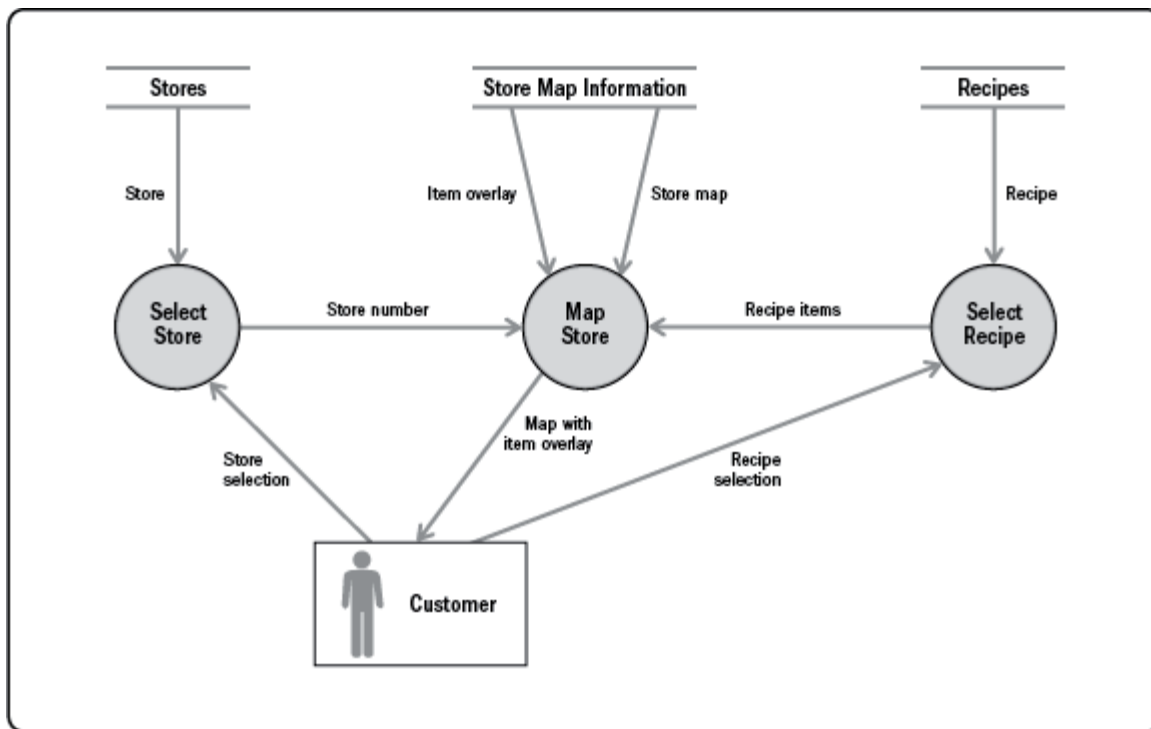 Stores
Store Map Information
Recipes
Store
Item overlay
Store map
Recipe
Select
Store
Store number
Map
Store
Recipe items
Select
Recipe
Map with
item overlay
Store
selection
Recipe
selection
Customer